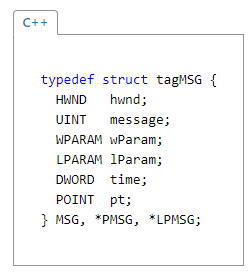 C++
typedef struct tagMSG {
  HWND   hwnd;
  UINT   message;
  WPARAM wParam;
  LPARAM lParam;
  DWORD  time;
  POINT  pt;
} MSG, *PMSG, *LPMSG;